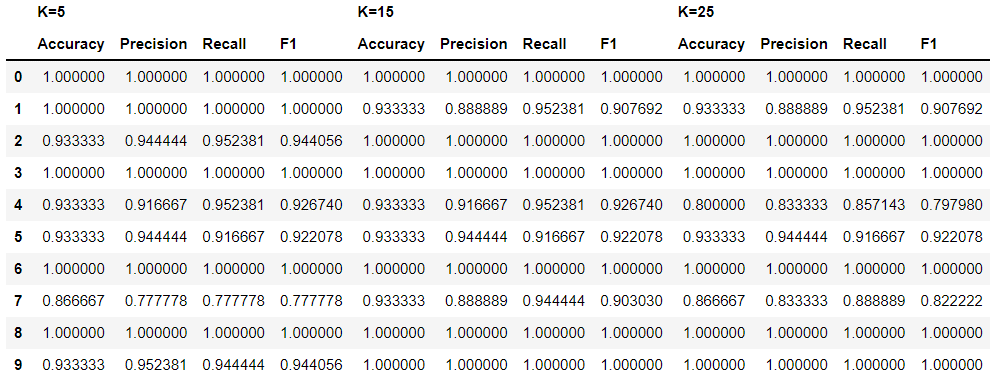 K=5 K=15 K=25
Accuracy Precision Recall F1 Accuracy Precision Recall F1 Accuracy Precision Recall F1
0 1.000000 1.000000 1.000000 1.000000 1.000000 1.000000 1.000000 1.000000 1.000000 1.000000 1.000000 1.000000
1 1.000000 1.000000 1.000000 1.000000 0.933333 0.888889 0.952381 0.907692 0.933333 0.888889 0.952381 0.907692
2 0.933333 0.944444 0.952381 0.944056 1.000000 1.000000 1.000000 1.000000 1.000000 1.000000 1.000000 1.000000
3 1.000000 1.000000 1.000000 1.000000 1.000000 1.000000 1.000000 1.000000 1.000000 1.000000 1.000000 1.000000
4 0.933333 0.916667 0.952381 0.926740 0.933333 0.916667 0.952381 0.926740 0.800000 0.833333 0.857143 0.797980
5 0.933333 0.944444 0.916667 0.922078 0.933333 0.944444 0.916667 0.922078 0.933333 0.944444 0.916667 0.922078
6 1.000000 1.000000 1.000000 1.000000 1.000000 1.000000 1.000000 1.000000 1.000000 1.000000 1.000000 1.000000
7 0.866667 0.777778 0.777778 0.777778 0.933333 0.888889 0.944444 0.903030 0.866667 0.833333 0.888889 0.822222
8 1.000000 1.000000 1.000000 1.000000 1.000000 1.000000 1.000000 1.000000 1.000000 1.000000 1.000000 1.000000
9 0.933333 0.952381 0.944444 0.944056 1.000000 1.000000 1.000000 1.000000 1.000000 1.000000 1.000000 1.000000